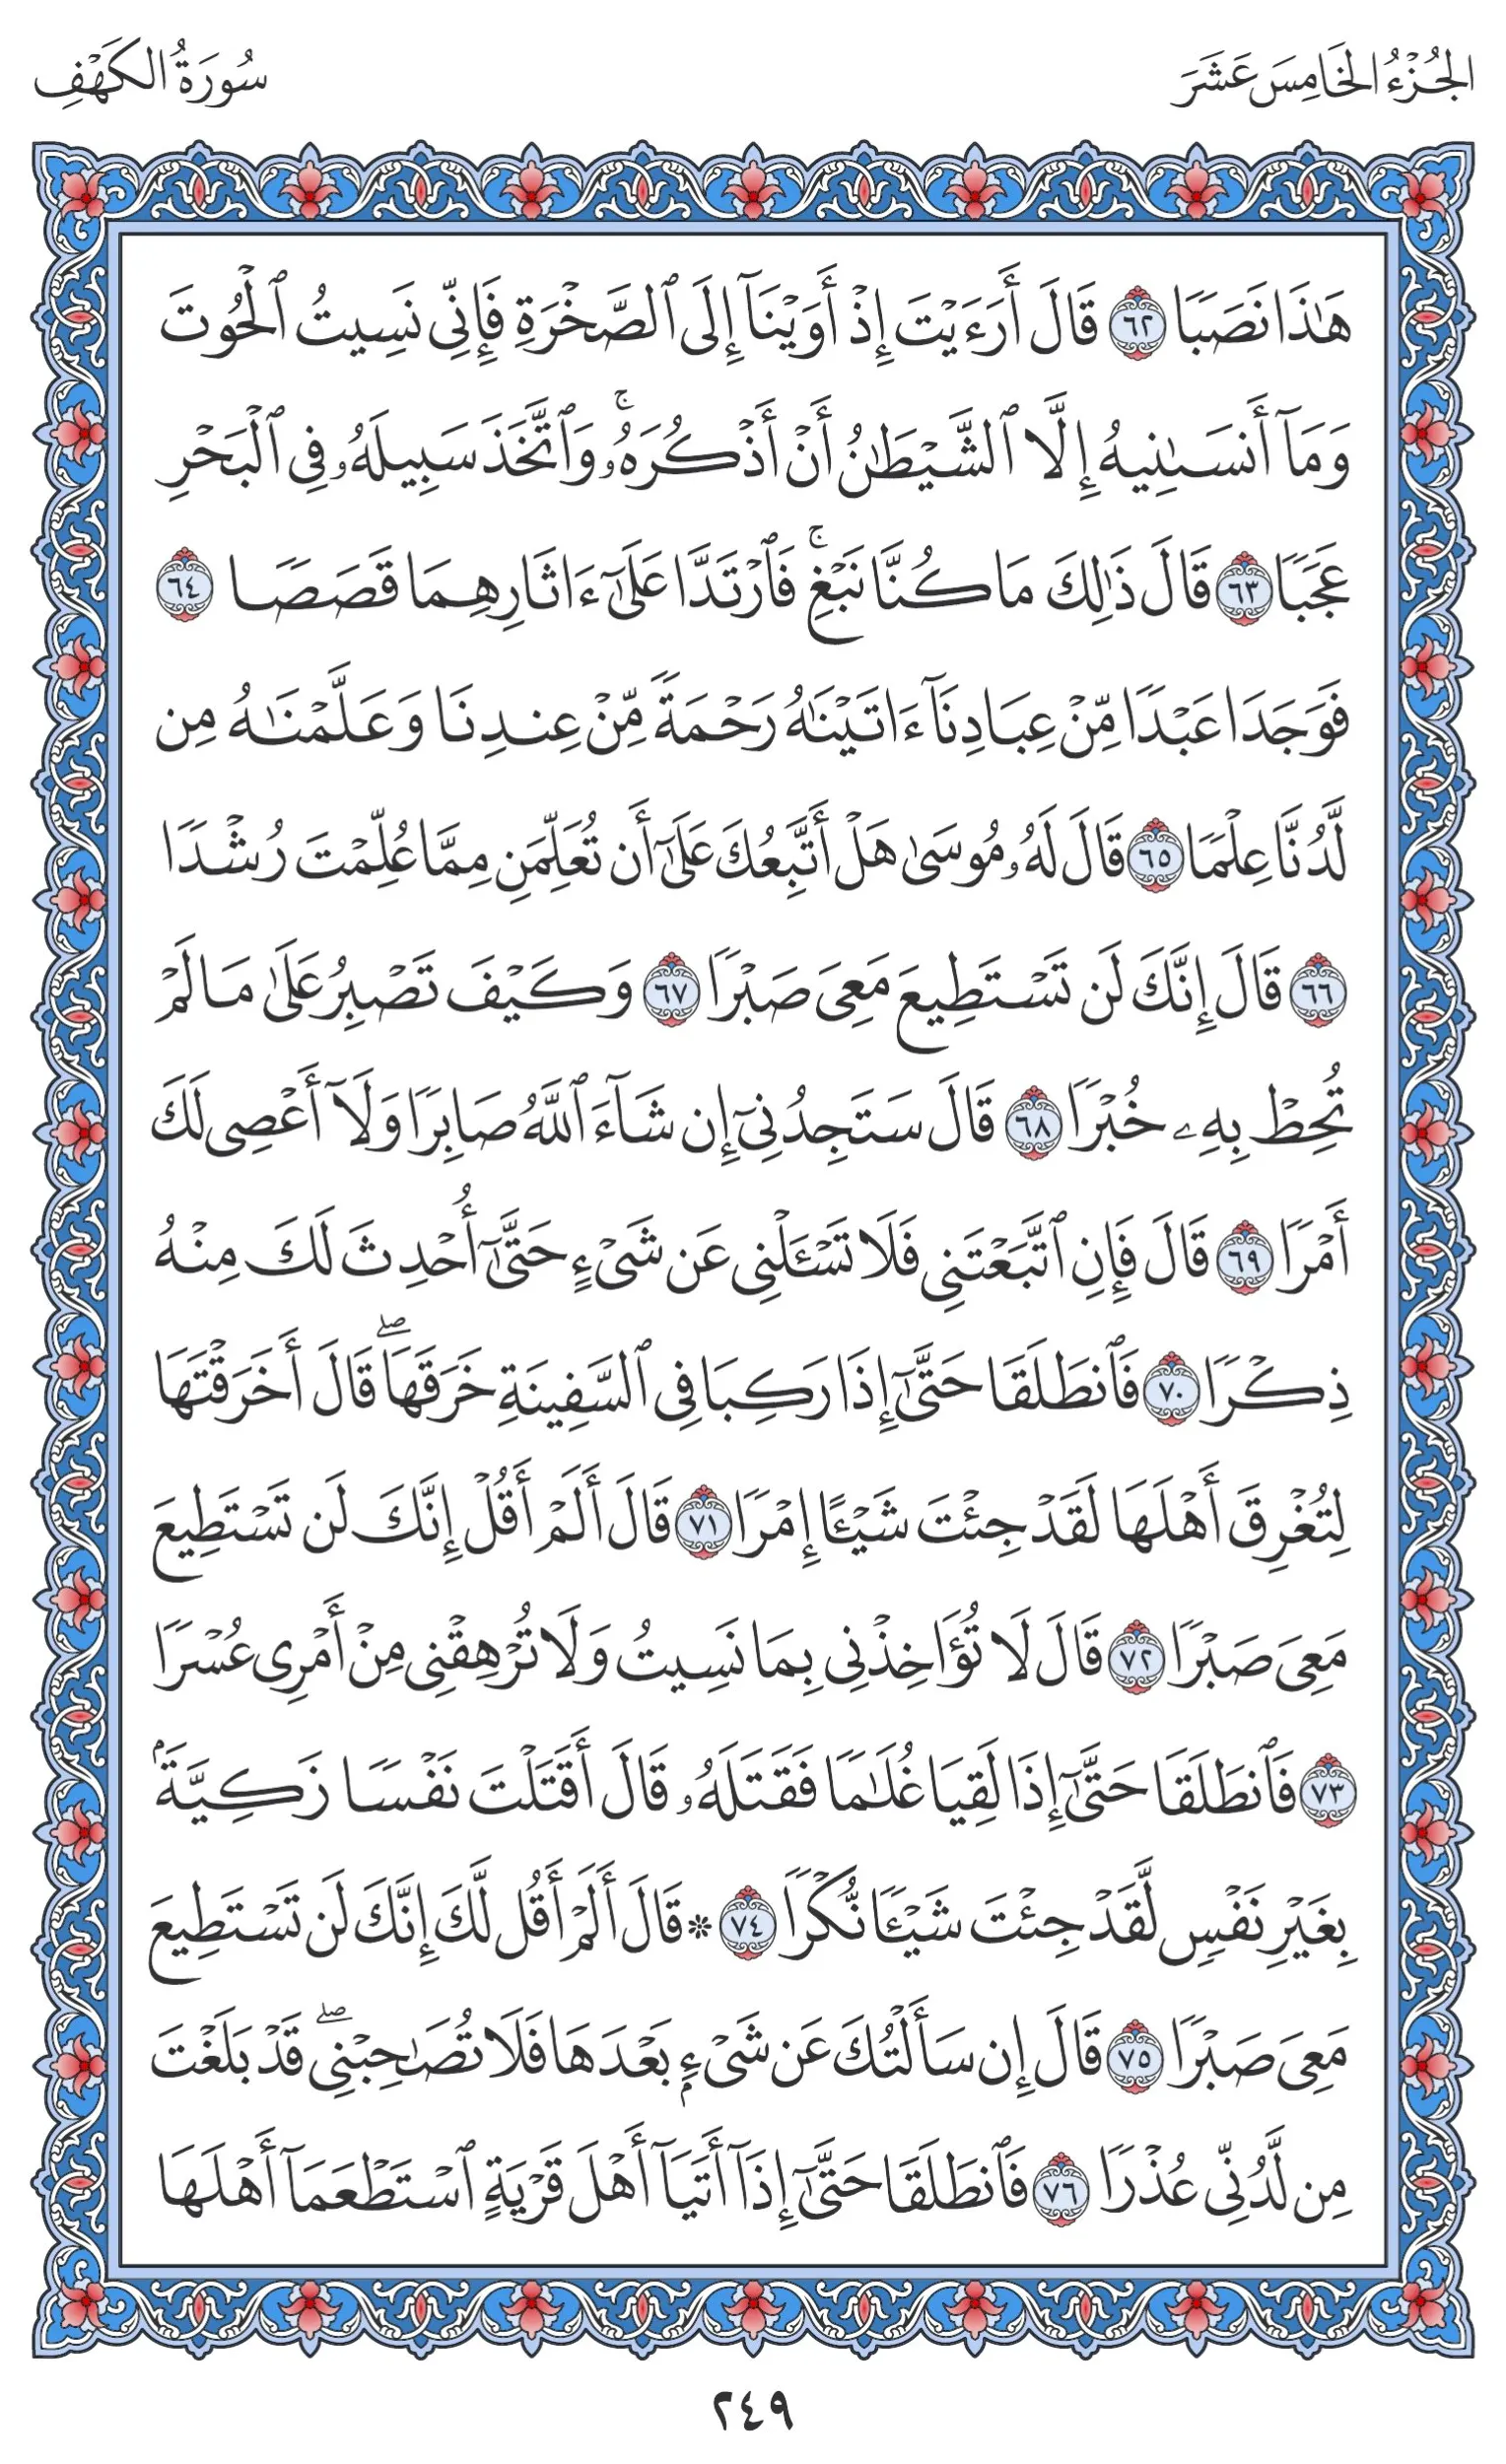 الجُزْءُ الخَامِسَ عَشَرَ
سُورَةُ الكَهْفِ
هَٰذَا نَصَبًا ٦٢ قَالَ أَرَءَيْتَ إِذْ أَوَيْنَآ إِلَى ٱلصَّخْرَةِ فَإِنِّي نَسِيتُ ٱلْحُوتَ
وَمَآ أَنسَىٰنِيهُ إِلَّا ٱلشَّيْطَٰنُ أَنْ أَذْكُرَهُۥۚ وَٱتَّخَذَ سَبِيلَهُۥ فِي ٱلْبَحْرِ
عَجَبًا ٦٣ قَالَ ذَٰلِكَ مَا كُنَّا نَبْغِۚ فَٱرْتَدَّا عَلَىٰٓ ءَاثَارِهِمَا قَصَصًا ٦٤
فَوَجَدَا عَبْدًا مِّنْ عِبَادِنَآ ءَاتَيْنَٰهُ رَحْمَةً مِّنْ عِندِنَا وَعَلَّمْنَٰهُ مِن
لَّدُنَّا عِلْمًا ٦٥ قَالَ لَهُۥ مُوسَىٰ هَلْ أَتَّبِعُكَ عَلَىٰٓ أَن تُعَلِّمَنِ مِمَّا عُلِّمْتَ رُشْدًا
٦٦ قَالَ إِنَّكَ لَن تَسْتَطِيعَ مَعِيَ صَبْرًا ٦٧ وَكَيْفَ تَصْبِرُ عَلَىٰ مَا لَمْ
تُحِطْ بِهِۦ خُبْرًا ٦٨ قَالَ سَتَجِدُنِيٓ إِن شَآءَ ٱللَّهُ صَابِرًا وَلَآ أَعْصِي لَكَ
أَمْرًا ٦٩ قَالَ فَإِنِ ٱتَّبَعْتَنِي فَلَا تَسْـَٔلْنِي عَن شَيْءٍ حَتَّىٰٓ أُحْدِثَ لَكَ مِنْهُ
ذِكْرًا ٧٠ فَٱنطَلَقَا حَتَّىٰٓ إِذَا رَكِبَا فِي ٱلسَّفِينَةِ خَرَقَهَاۖ قَالَ أَخَرَقْتَهَا
لِتُغْرِقَ أَهْلَهَا لَقَدْ جِئْتَ شَيْـًٔا إِمْرًا ٧١ قَالَ أَلَمْ أَقُلْ إِنَّكَ لَن تَسْتَطِيعَ
مَعِيَ صَبْرًا ٧٢ قَالَ لَا تُؤَاخِذْنِي بِمَا نَسِيتُ وَلَا تُرْهِقْنِي مِنْ أَمْرِي عُسْرًا
٧٣ فَٱنطَلَقَا حَتَّىٰٓ إِذَا لَقِيَا غُلَٰمًا فَقَتَلَهُۥ قَالَ أَقَتَلْتَ نَفْسًا زَكِيَّةَۢ
بِغَيْرِ نَفْسٍ لَّقَدْ جِئْتَ شَيْـًٔا نُّكْرًا ٧٤ ۞ قَالَ أَلَمْ أَقُل لَّكَ إِنَّكَ لَن تَسْتَطِيعَ
مَعِيَ صَبْرًا ٧٥ قَالَ إِن سَأَلْتُكَ عَن شَيْءِۭ بَعْدَهَا فَلَا تُصَٰحِبْنِيۖ قَدْ بَلَغْتَ
مِن لَّدُنِّي عُذْرًا ٧٦ فَٱنطَلَقَا حَتَّىٰٓ إِذَآ أَتَيَآ أَهْلَ قَرْيَةٍ ٱسْتَطْعَمَآ أَهْلَهَا
٢٤٩